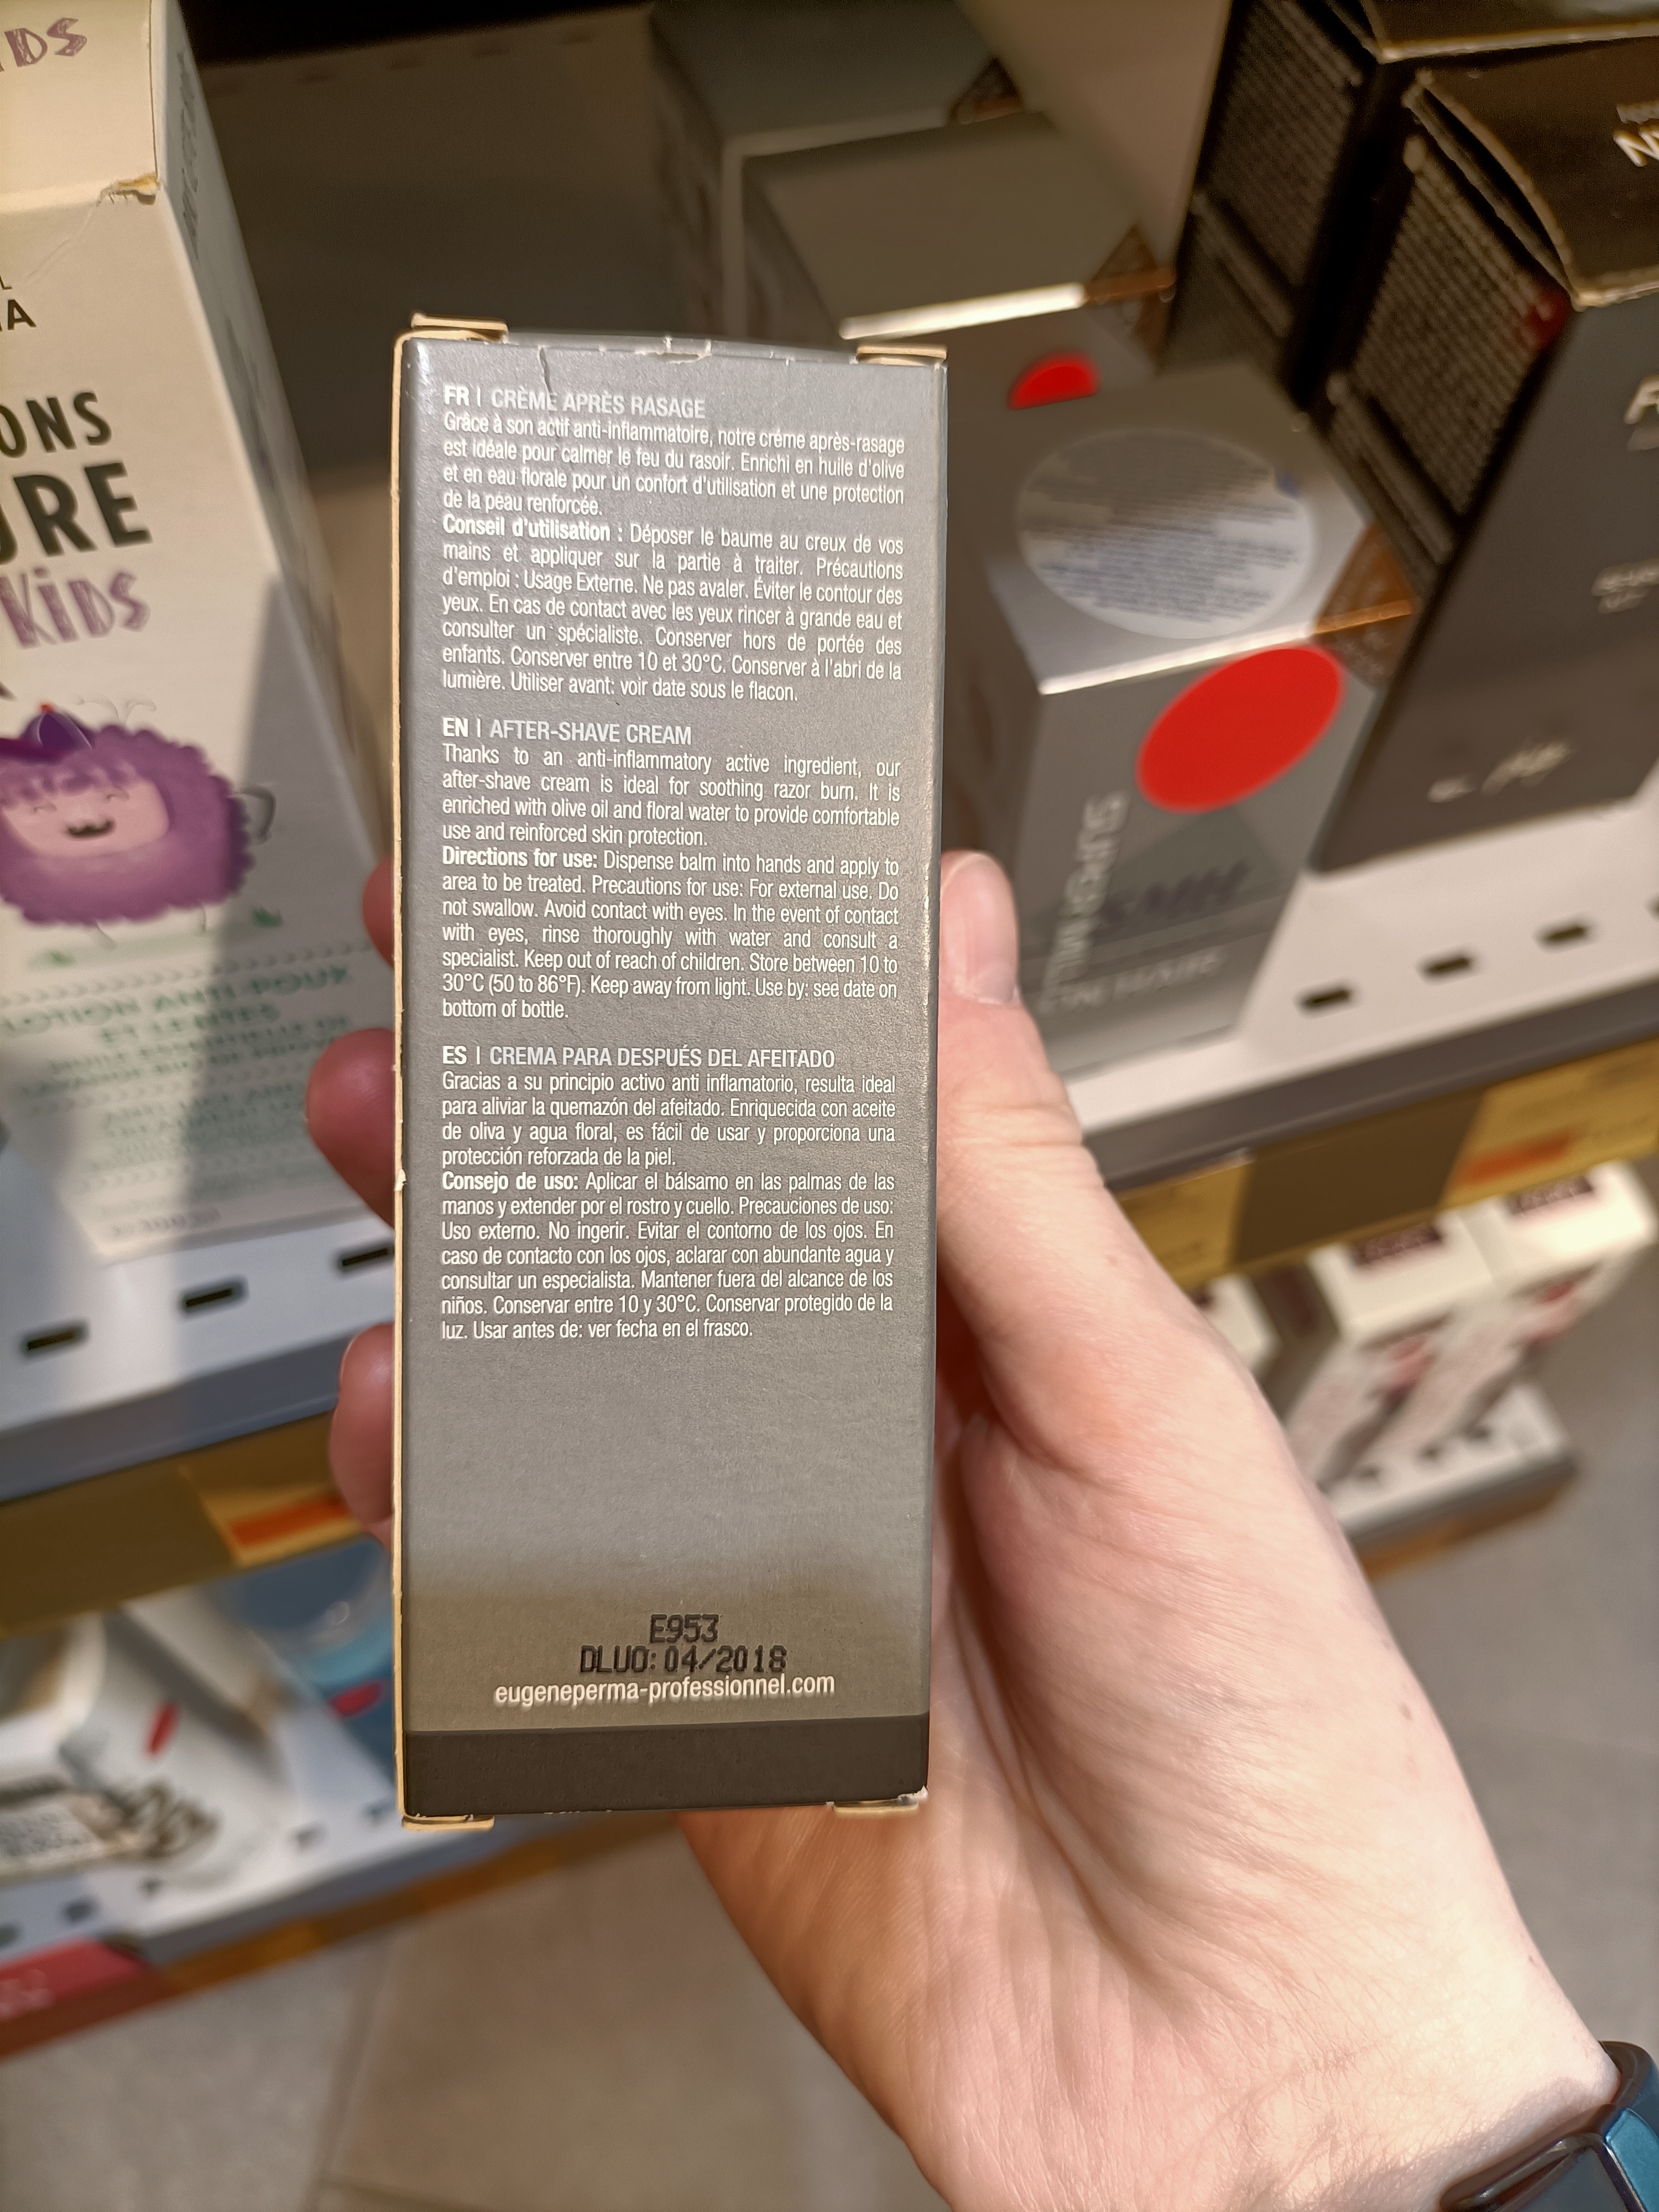 IDS
L
IA
ONS
URE
KiDS
LOTION ANTI-POUX
ET LENTES
FR | CRÈME APRÈS RASAGE
Grâce à son actif anti-inflammatoire, notre créme après-rasage
est idéale pour calmer le feu du rasoir. Enrichi en huile d'olive
et en eau florale pour un confort d'utilisation et une protection
de la peau renforcée.
Conseil d'utilisation : Déposer le baume au creux de vos
mains et appliquer sur la partie à traiter. Précautions
d'emploi : Usage Externe. Ne pas avaler. Éviter le contour des
yeux. En cas de contact avec les yeux rincer à grande eau et
consulter un spécialiste. Conserver hors de portée des
enfants. Conserver entre 10 et 30°C. Conserver à l'abri de la
lumière. Utiliser avant: voir date sous le flacon.
EN | AFTER-SHAVE CREAM
Thanks to an anti-inflammatory active ingredient, our
after-shave cream is ideal for soothing razor burn. It is
enriched with olive oil and floral water to provide comfortable
use and reinforced skin protection.
Directions for use: Dispense balm into hands and apply to
area to be treated. Precautions for use: For external use. Do
not swallow. Avoid contact with eyes. In the event of contact
with eyes, rinse thoroughly with water and consult a
specialist. Keep out of reach of children. Store between 10 to
30°C (50 to 86°F). Keep away from light. Use by: see date on
bottom of bottle.
ES | CREMA PARA DESPUÉS DEL AFEITADO
Gracias a su principio activo anti inflamatorio, resulta ideal
para aliviar la quemazón del afeitado. Enriquecida con aceite
de oliva y agua floral, es fácil de usar y proporciona una
protección reforzada de la piel.
Consejo de uso: Aplicar el bálsamo en las palmas de las
manos y extender por el rostro y cuello. Precauciones de uso:
Uso externo. No ingerir. Evitar el contorno de los ojos. En
caso de contacto con los ojos, aclarar con abundante agua y
consultar un especialista. Mantener fuera del alcance de los
niños. Conservar entre 10 y 30°C. Conservar protegido de la
luz. Usar antes de: ver fecha en el frasco.
E953
DLUO: 04/2018
eugeneperma-professionnel.com